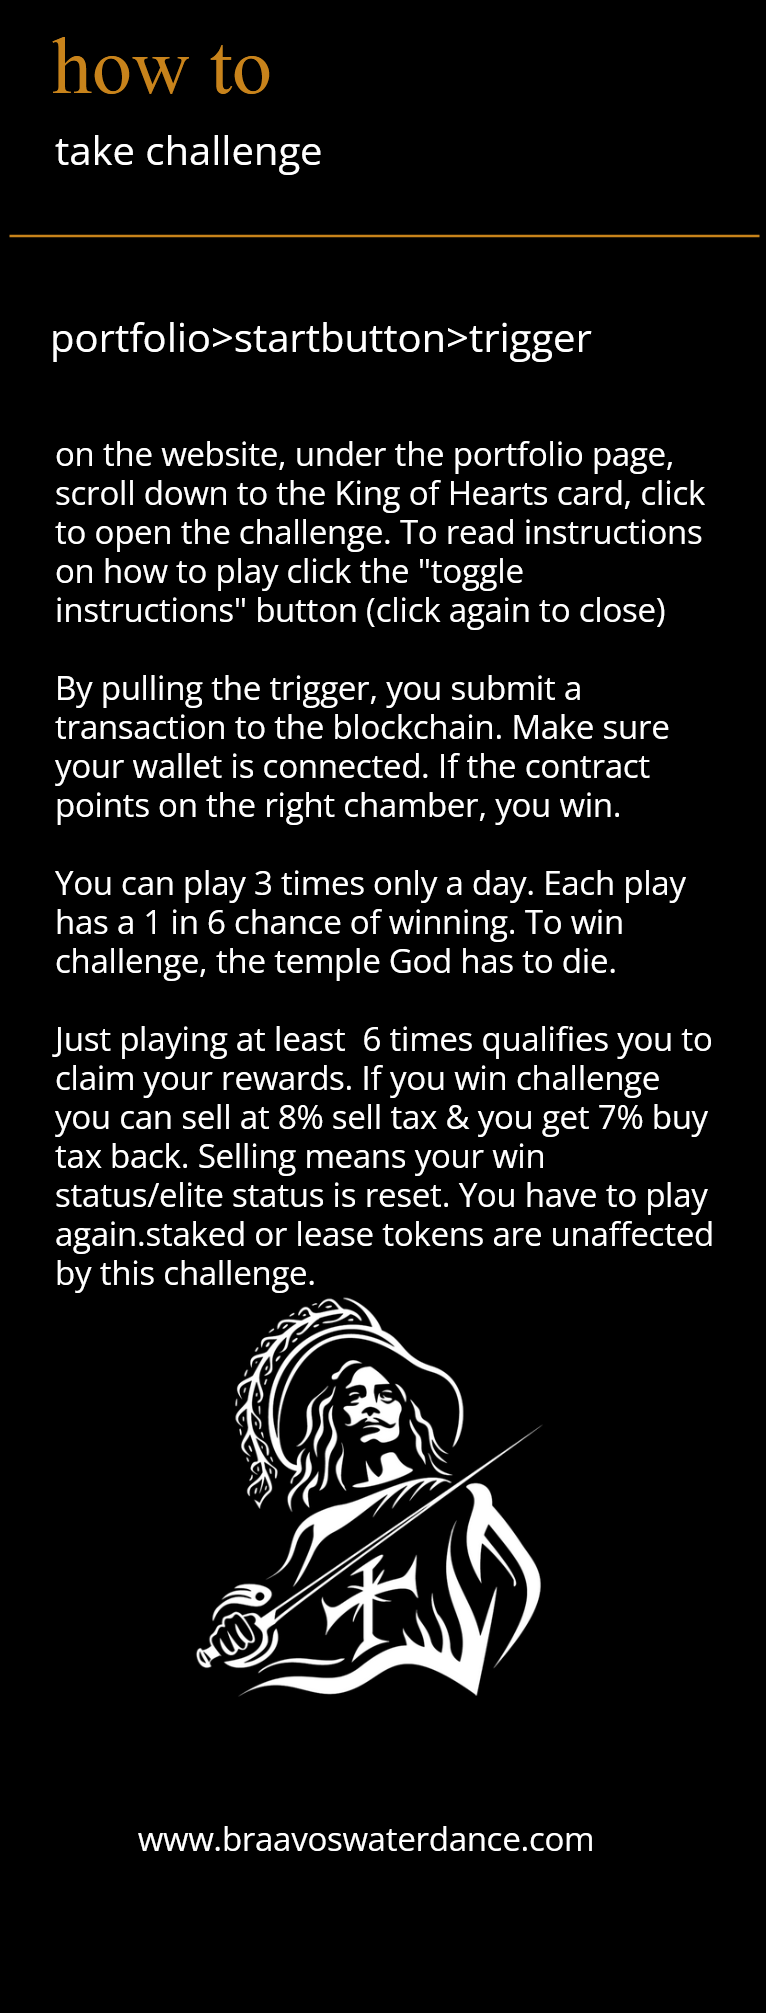 how to
take challenge
portfolio>startbutton>trigger
on the website, under the portfolio page,
scroll down to the King of Hearts card, click
to open the challenge. To read instructions
on how to play click the "toggle
instructions" button (click again to close)
By pulling the trigger, you submit a
transaction to the blockchain. Make sure
your wallet is connected. If the contract
points on the right chamber, you win.
You can play 3 times only a day. Each play
has a 1 in 6 chance of winning. To win
challenge, the temple God has to die.
Just playing at least  6 times qualifies you to
claim your rewards. If you win challenge
you can sell at 8% sell tax & you get 7% buy
tax back. Selling means your win
status/elite status is reset. You have to play
again.staked or lease tokens are unaffected
by this challenge.
www.braavoswaterdance.com